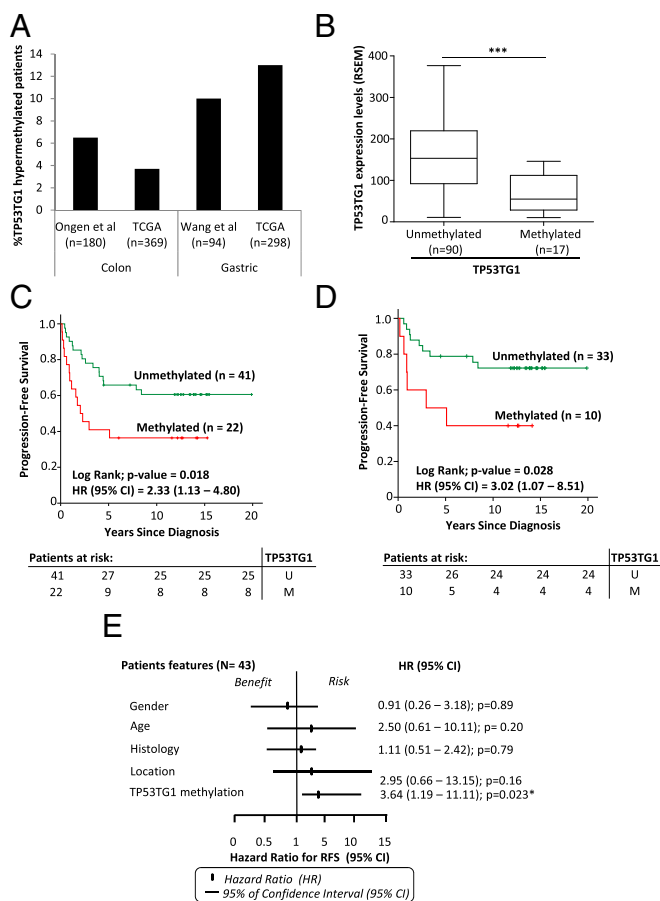 A
%TP53TG1 hypermethylated patients
14
12
10
8
6
4
2
0
Ongen et al
(n=180)
TCGA
(n=369)
Wang et al
(n=94)
TCGA
(n=298)
Colon
Gastric
B
TP53TG1 expression levels (RSEM)
400
300
200
100
0
***
Unmethylated
(n=90)
Methylated
(n=17)
TP53TG1
C
Progression-Free Survival
1.0
0.8
0.6
0.4
0.2
0
Unmethylated (n = 41)
Methylated (n = 22)
Log Rank; p-value = 0.018
HR (95% CI) = 2.33 (1.13 – 4.80)
0 5 10 15 20
Years Since Diagnosis
Patients at risk: TP53TG1
41 27 25 25 25 U
22 9 8 8 8 M
D
Progression-Free Survival
1.0
0.8
0.6
0.4
0.2
0
Unmethylated (n = 33)
Methylated (n = 10)
Log Rank; p-value = 0.028
HR (95% CI) = 3.02 (1.07 – 8.51)
0 5 10 15 20
Years Since Diagnosis
Patients at risk: TP53TG1
33 26 24 24 24 U
10 5 4 4 4 M
E
Patients features (N= 43) HR (95% CI)
Benefit Risk
Gender 0.91 (0.26 – 3.18); p=0.89
Age 2.50 (0.61 – 10.11); p= 0.20
Histology 1.11 (0.51 – 2.42); p=0.79
Location 2.95 (0.66 – 13.15); p=0.16
TP53TG1 methylation 3.64 (1.19 – 11.11); p=0.023*
0 0.5 1 5 10 15
Hazard Ratio for RFS (95% CI)
Hazard Ratio (HR)
95% of Confidence Interval (95% CI)